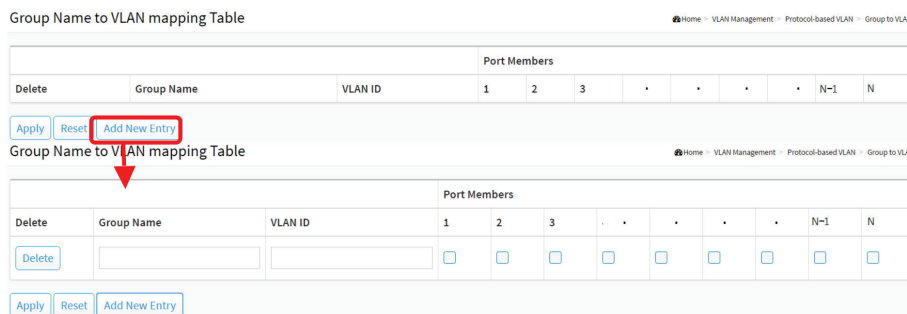 Group Name to VLAN mapping Table
Home > VLAN Management > Protocol-based VLAN > Group to VLA
Port Members
Delete Group Name VLAN ID 1 2 3 · · · · N-1 N
Apply Reset Add New Entry
Group Name to VLAN mapping Table
Home > VLAN Management > Protocol-based VLAN > Group to VLA
Port Members
Delete Group Name VLAN ID 1 2 3 · · · · N-1 N
Delete
Apply Reset Add New Entry